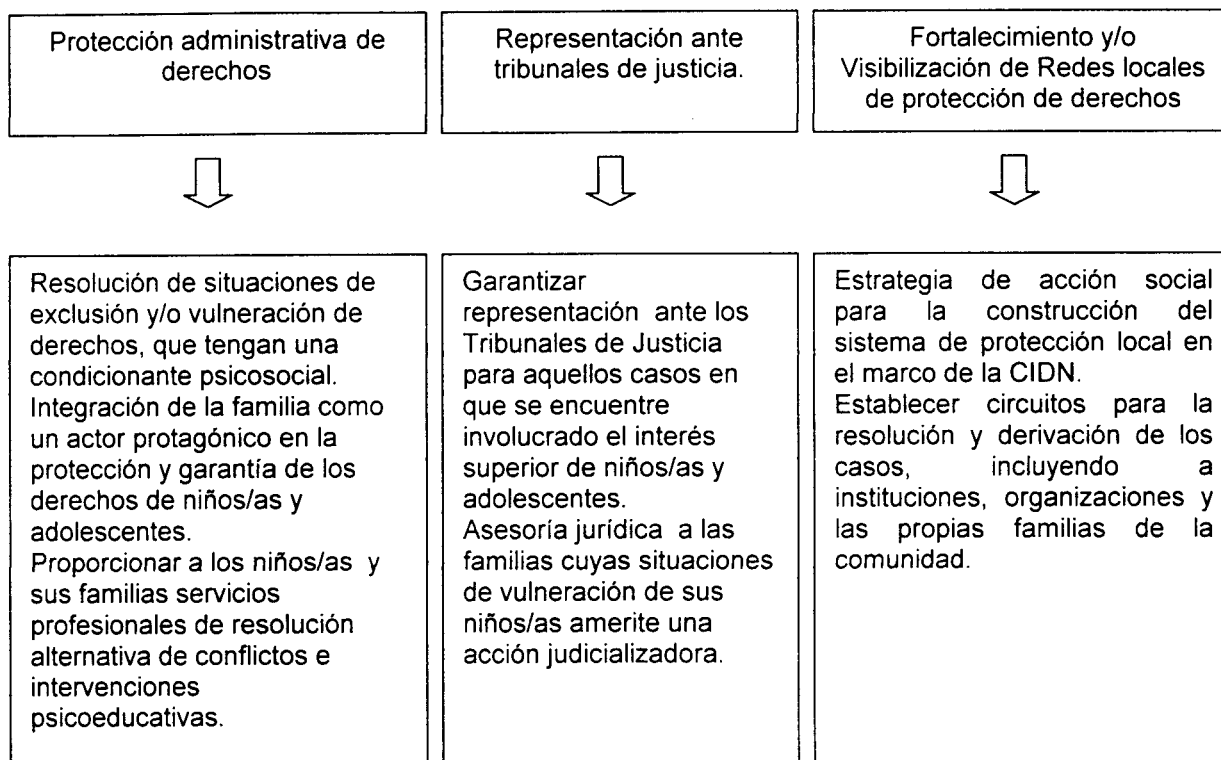 Protección administrativa de
derechos
Representación ante
tribunales de justicia.
Fortalecimiento y/o
Visibilización de Redes locales
de protección de derechos
Resolución de situaciones de
exclusión y/o vulneración de
derechos, que tengan una
condicionante psicosocial.
Integración de la familia como
un actor protagónico en la
protección y garantía de los
derechos de niños/as y
adolescentes.
Proporcionar a los niños/as y
sus familias servicios
profesionales de resolución
alternativa de conflictos e
intervenciones
psicoeducativas.
Garantizar
representación ante los
Tribunales de Justicia
para aquellos casos en
que se encuentre
involucrado el interés
superior de niños/as y
adolescentes.
Asesoría jurídica a las
familias cuyas situaciones
de vulneración de sus
niños/as amerite una
acción judicializadora.
Estrategia de acción social
para la construcción del
sistema de protección local en
el marco de la CIDN.
Establecer circuitos para la
resolución y derivación de los
casos, incluyendo a
instituciones, organizaciones y
las propias familias de la
comunidad.